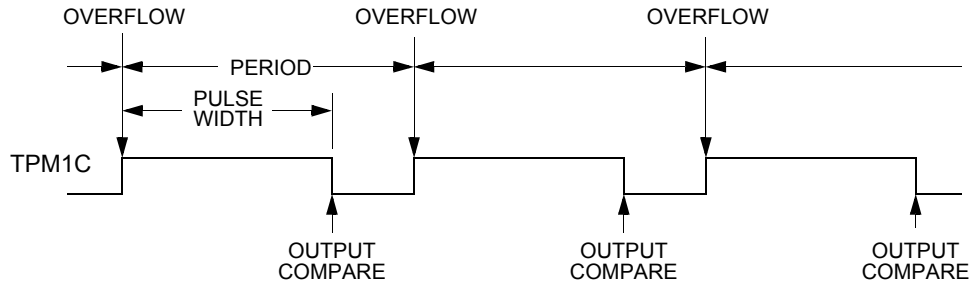 OVERFLOW
OVERFLOW
OVERFLOW
PERIOD
PULSE
WIDTH
TPM1C
OUTPUT
COMPARE
OUTPUT
COMPARE
OUTPUT
COMPARE